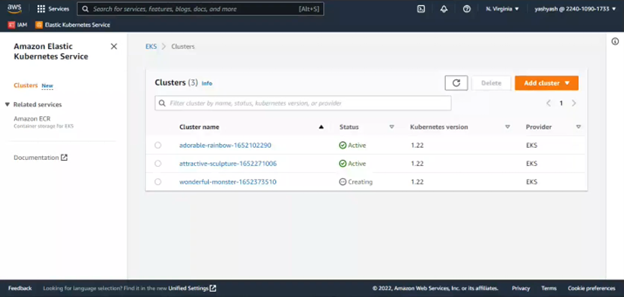 aws
Services
Search for services, features, blogs, docs, and more
[Alt+S]
N. Virginia
yashyash @ 2240-1090-1733
IAM
Elastic Kubernetes Service
Amazon Elastic
Kubernetes Service
Clusters
New
Related services
Amazon ECR
Container storage for EKS
Documentation
EKS
Clusters
Clusters (3)
Info
Delete
Add cluster
Filter cluster by name, status, kubernetes version, or provider
1
Cluster name
Status
Kubernetes version
Provider
adorable-rainbow-1652102290
Active
1.22
EKS
attractive-sculpture-1652271006
Active
1.22
EKS
wonderful-monster-1652373510
Creating
1.22
EKS
Feedback
Looking for language selection? Find it in the new Unified Settings
© 2022, Amazon Web Services, Inc. or its affiliates.
Privacy
Terms
Cookie preferences